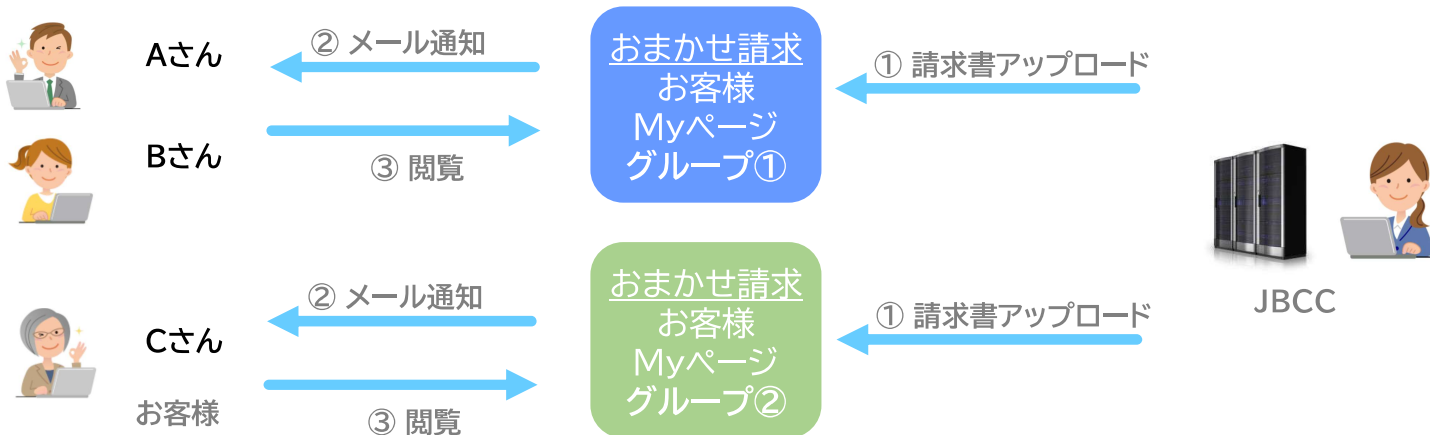 Aさん
② メール通知
おまかせ請求
お客様
Myページ
グループ①
① 請求書アップロード
Bさん
③ 閲覧
② メール通知
おまかせ請求
お客様
Myページ
グループ②
① 請求書アップロード
JBCC
Cさん
お客様
③ 閲覧